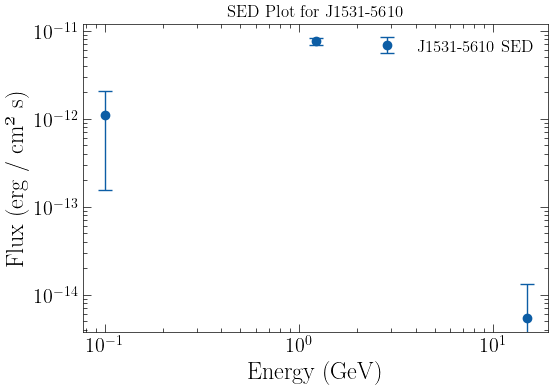 SED Plot for J1531-5610
J1531-5610 SED
Flux (erg / cm² s)
10⁻¹¹
10⁻¹²
10⁻¹³
10⁻¹⁴
10⁻¹ 10⁰ 10¹
Energy (GeV)